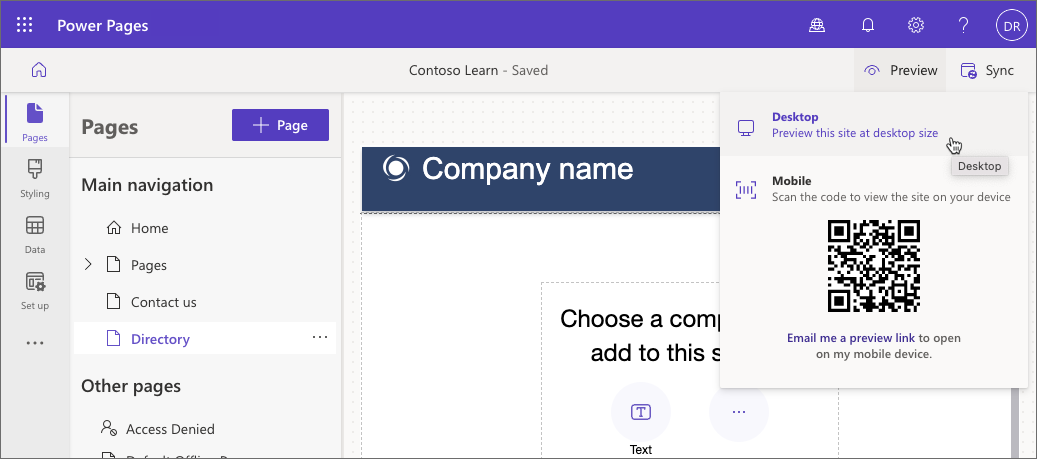 Power Pages
DR
Contoso Learn - Saved
Preview
Sync
Pages
Styling
Data
Set up
Pages
Page
Main navigation
Home
Pages
Contact us
Directory
Other pages
Access Denied
Company name
Choose a comp
add to this s
Text
Desktop
Preview this site at desktop size
Desktop
Mobile
Scan the code to view the site on your device
Email me a preview link to open
on my mobile device.